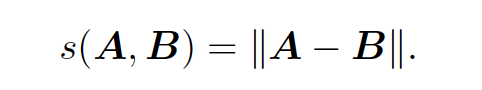 s(A, B) = ‖A − B‖.